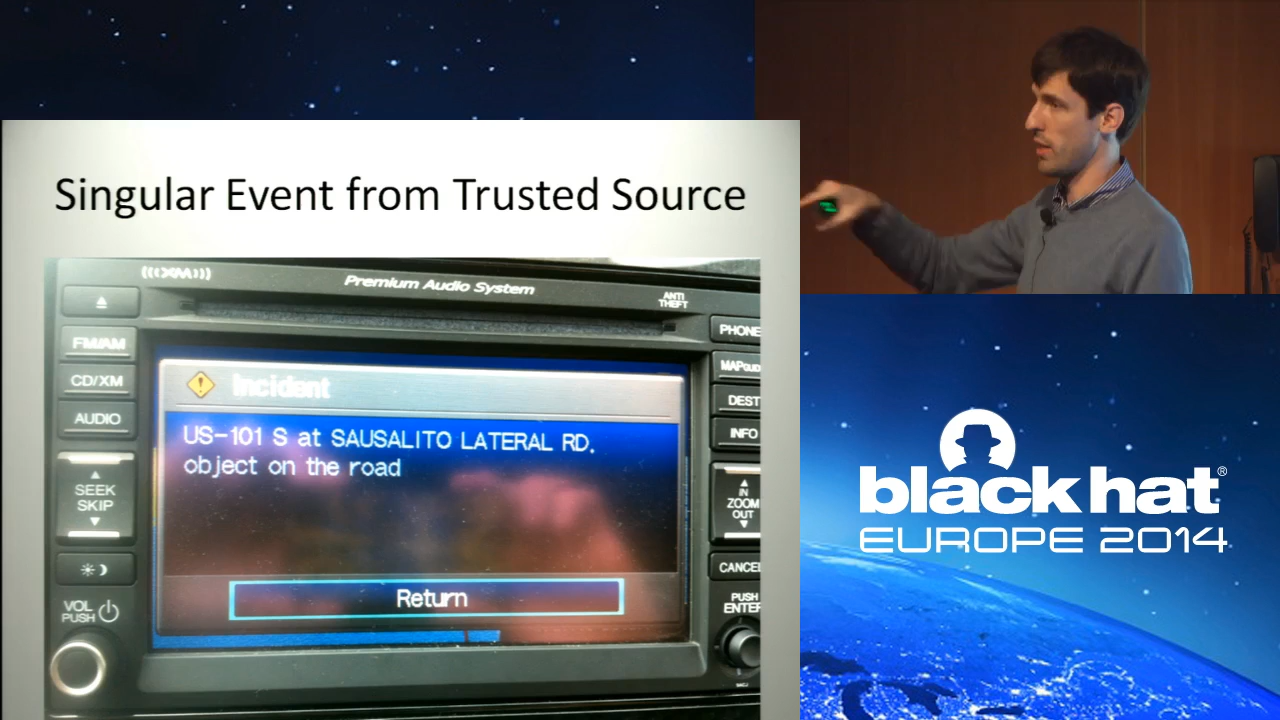 Singular Event from Trusted Source
(((XM)))
Premium Audio System
ANTI
THEFT
FM/AM
CD/XM
AUDIO
SEEK
SKIP
VOL
PUSH
Incident
US-101 S at SAUSALITO LATERAL RD,
object on the road
Return
PHONE
DEST
INFO
IN
ZOOM
OUT
CANCEL
PUSH
ENTER
black hat®
EUROPE 2014